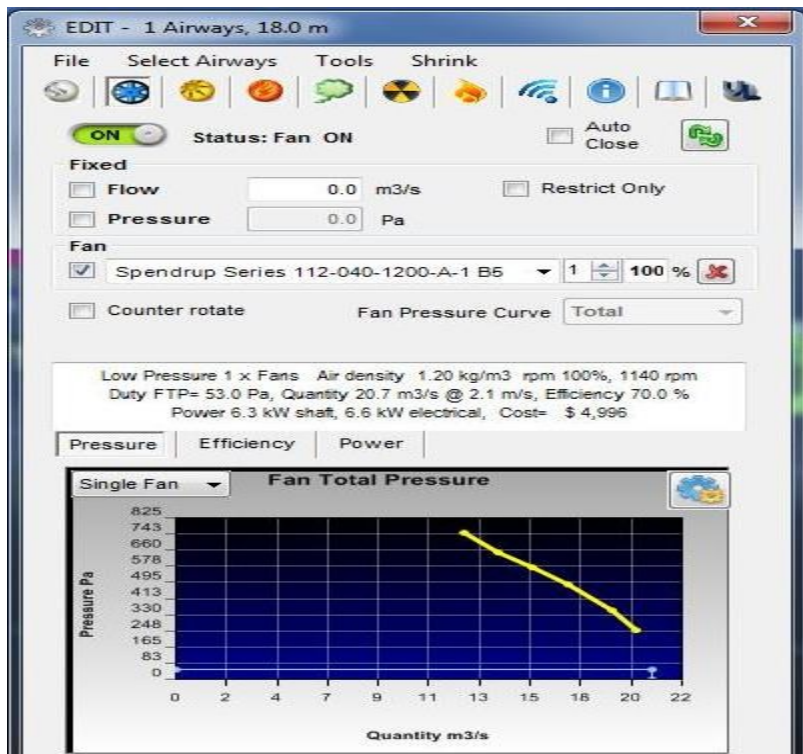 EDIT - 1 Airways, 18.0 m
File Select Airways Tools Shrink
ON Status: Fan ON Auto Close
Fixed
Flow 0.0 m3/s Restrict Only
Pressure 0.0 Pa
Fan
Spendrup Series 112-040-1200-A-1 B5 1 100 %
Counter rotate Fan Pressure Curve Total
Low Pressure 1 x Fans Air density 1.20 kg/m3 rpm 100%, 1140 rpm
Duty FTP= 53.0 Pa, Quantity 20.7 m3/s @ 2.1 m/s, Efficiency 70.0 %
Power 6.3 kW shaft, 6.6 kW electrical, Cost= $ 4,996
Pressure Efficiency Power
Single Fan Fan Total Pressure
825
743
660
578
495
413
330
248
165
83
0
Pressure Pa
0 2 4 7 9 11 13 15 18 20 22
Quantity m3/s